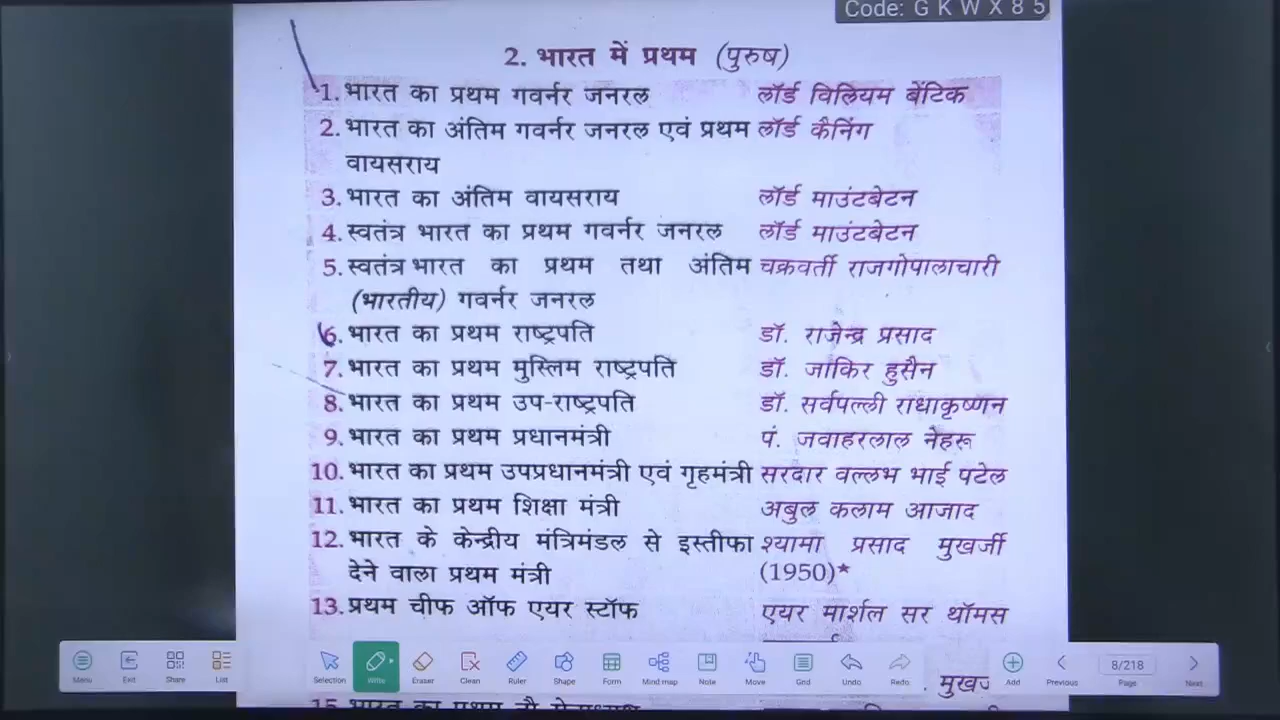 Code: G K W X 8 5
2. भारत में प्रथम (पुरुष)
1. भारत का प्रथम गवर्नर जनरल लॉर्ड विलियम बेंटिक
2. भारत का अंतिम गवर्नर जनरल एवं प्रथम लॉर्ड कैनिंग
वायसराय
3. भारत का अंतिम वायसराय लॉर्ड माउंटबेटन
4. स्वतंत्र भारत का प्रथम गवर्नर जनरल लॉर्ड माउंटबेटन
5. स्वतंत्र भारत का प्रथम तथा अंतिम चक्रवर्ती राजगोपालाचारी
(भारतीय) गवर्नर जनरल
6. भारत का प्रथम राष्ट्रपति डॉ. राजेन्द्र प्रसाद
7. भारत का प्रथम मुस्लिम राष्ट्रपति डॉ. जाकिर हुसैन
8. भारत का प्रथम उप-राष्ट्रपति डॉ. सर्वपल्ली राधाकृष्णन
9. भारत का प्रथम प्रधानमंत्री पं. जवाहरलाल नेहरू
10. भारत का प्रथम उपप्रधानमंत्री एवं गृहमंत्री सरदार वल्लभ भाई पटेल
11. भारत का प्रथम शिक्षा मंत्री अबुल कलाम आजाद
12. भारत के केन्द्रीय मंत्रिमंडल से इस्तीफा श्यामा प्रसाद मुखर्जी
देने वाला प्रथम मंत्री (1950)*
13. प्रथम चीफ ऑफ एयर स्टॉफ एयर मार्शल सर थॉमस
Menu Exit Share List Selection Write Eraser Clean Ruler Shape Form Mind map Note Move Grid Undo Redo Add Previous 8/218 Page Next
15. भारत का प्रथम